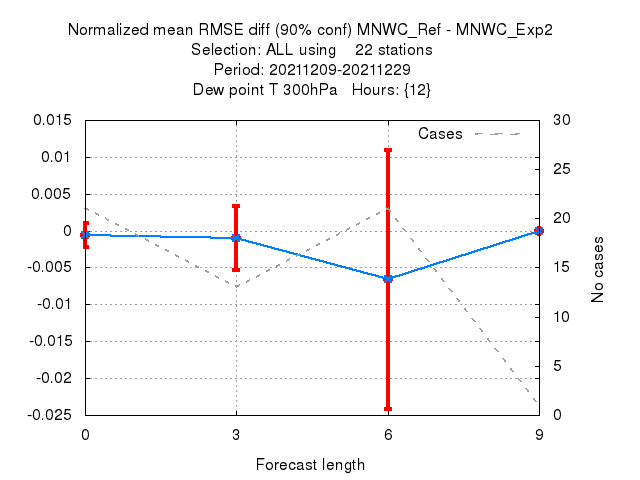 Normalized mean RMSE diff (90% conf) MNWC_Ref - MNWC_Exp2
Selection: ALL using    22 stations
Period: 20211209-20211229
Dew point T 300hPa   Hours: {12}
Cases
0.015
0.01
0.005
0
-0.005
-0.01
-0.015
-0.02
-0.025
30
25
20
15
10
5
0
No cases
0 3 6 9
Forecast length